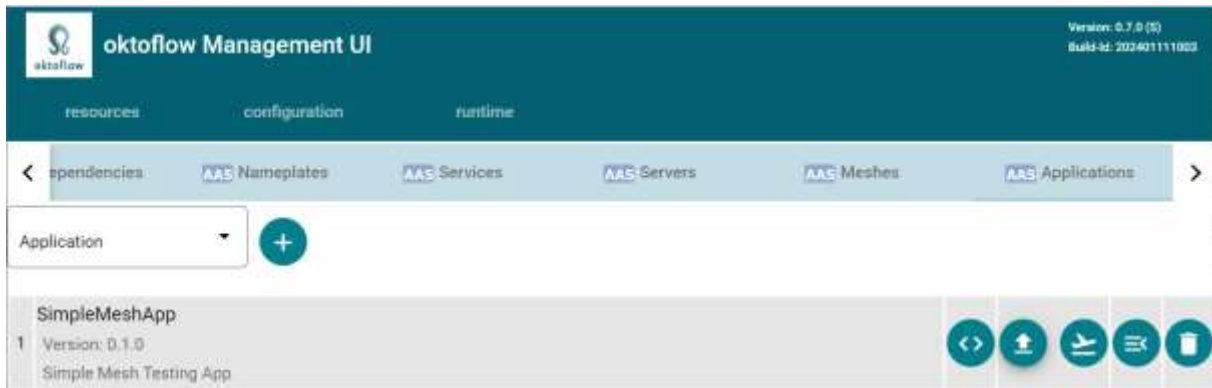 oktoflow
oktoflow Management UI
Version: 0.7.0 (S)
Build-Id: 202401111003
resources configuration runtime
ependencies AAS Nameplates AAS Services AAS Servers AAS Meshes AAS Applications
Application
SimpleMeshApp
1 Version: 0.1.0
Simple Mesh Testing App